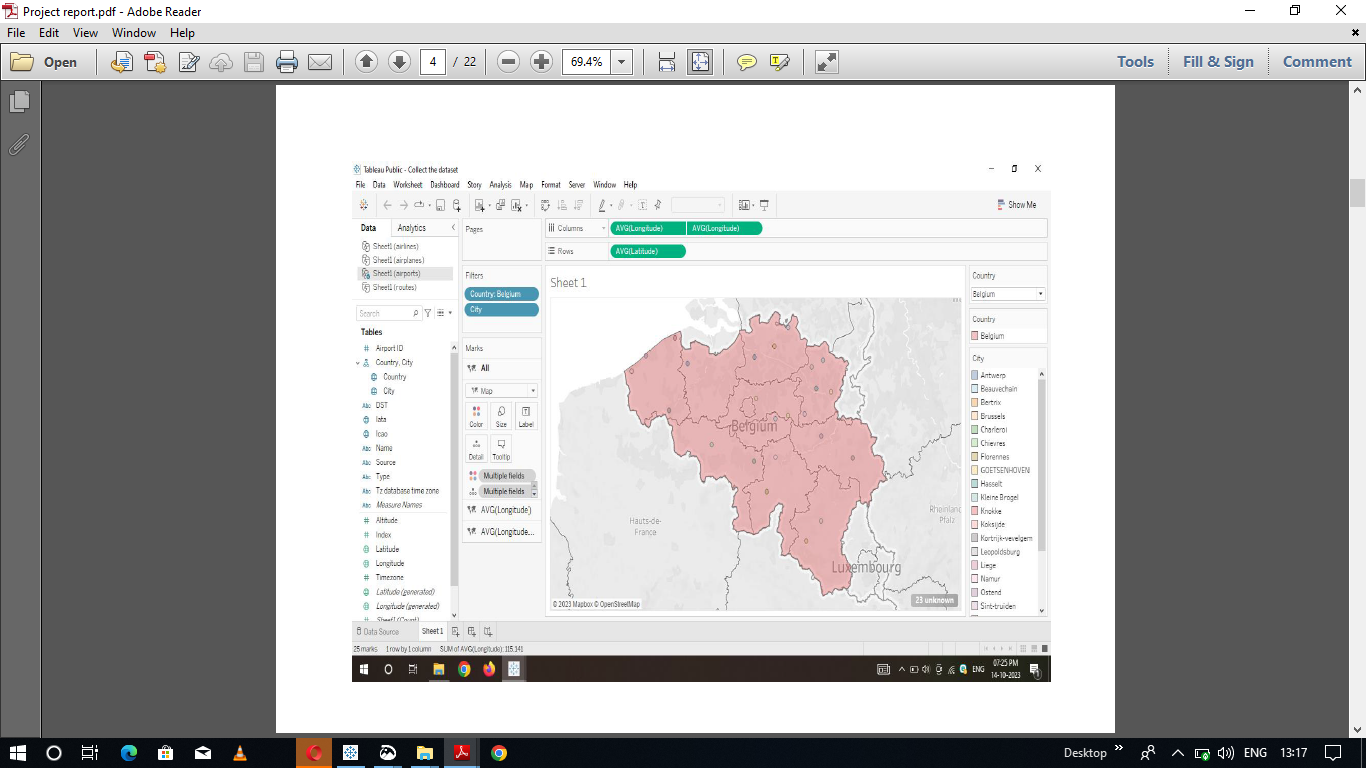 Project report.pdf - Adobe Reader
File Edit View Window Help
Open 4 / 22 69.4% Tools Fill & Sign Comment
Tableau Public - Collect the dataset
File Data Worksheet Dashboard Story Analysis Map Format Server Window Help
Show Me
Data Analytics
Sheet1 (airlines)
Sheet1 (airplanes)
Sheet1 (airports)
Sheet1 (routes)
Search
Tables
Airport ID
Country, City
Country
City
Abc DST
Iata
Icao
Abc Name
Abc Source
Abc Type
Abc Tz database time zone
Abc Measure Names
# Altitude
# Index
Latitude
Longitude
# Timezone
Latitude (generated)
Longitude (generated)
# Sheet1 (Count)
Pages
Filters
Country: Belgium
City
Marks
All
Map
Color Size Label
Detail Tooltip
Multiple fields
Multiple fields
AVG(Longitude)
AVG(Longitude...
Columns AVG(Longitude) AVG(Longitude)
Rows AVG(Latitude)
Sheet 1
Belgium
Hauts-de-
France
Rheinland
Pfalz
Luxembourg
© 2023 Mapbox © OpenStreetMap
23 unknown
Country
Belgium
Country
Belgium
City
Antwerp
Beauvechain
Bertrix
Brussels
Charleroi
Chievres
Florennes
GOETSENHOVEN
Hasselt
Kleine Brogel
Knokke
Koksijde
Kortrijk-vevelgem
Leopoldsburg
Liege
Namur
Ostend
Sint-truiden
Data Source Sheet 1
25 marks 1 row by 1 column SUM of AVG(Longitude): 115.141
ENG 07:25 PM
14-10-2023
Desktop ENG 13:17